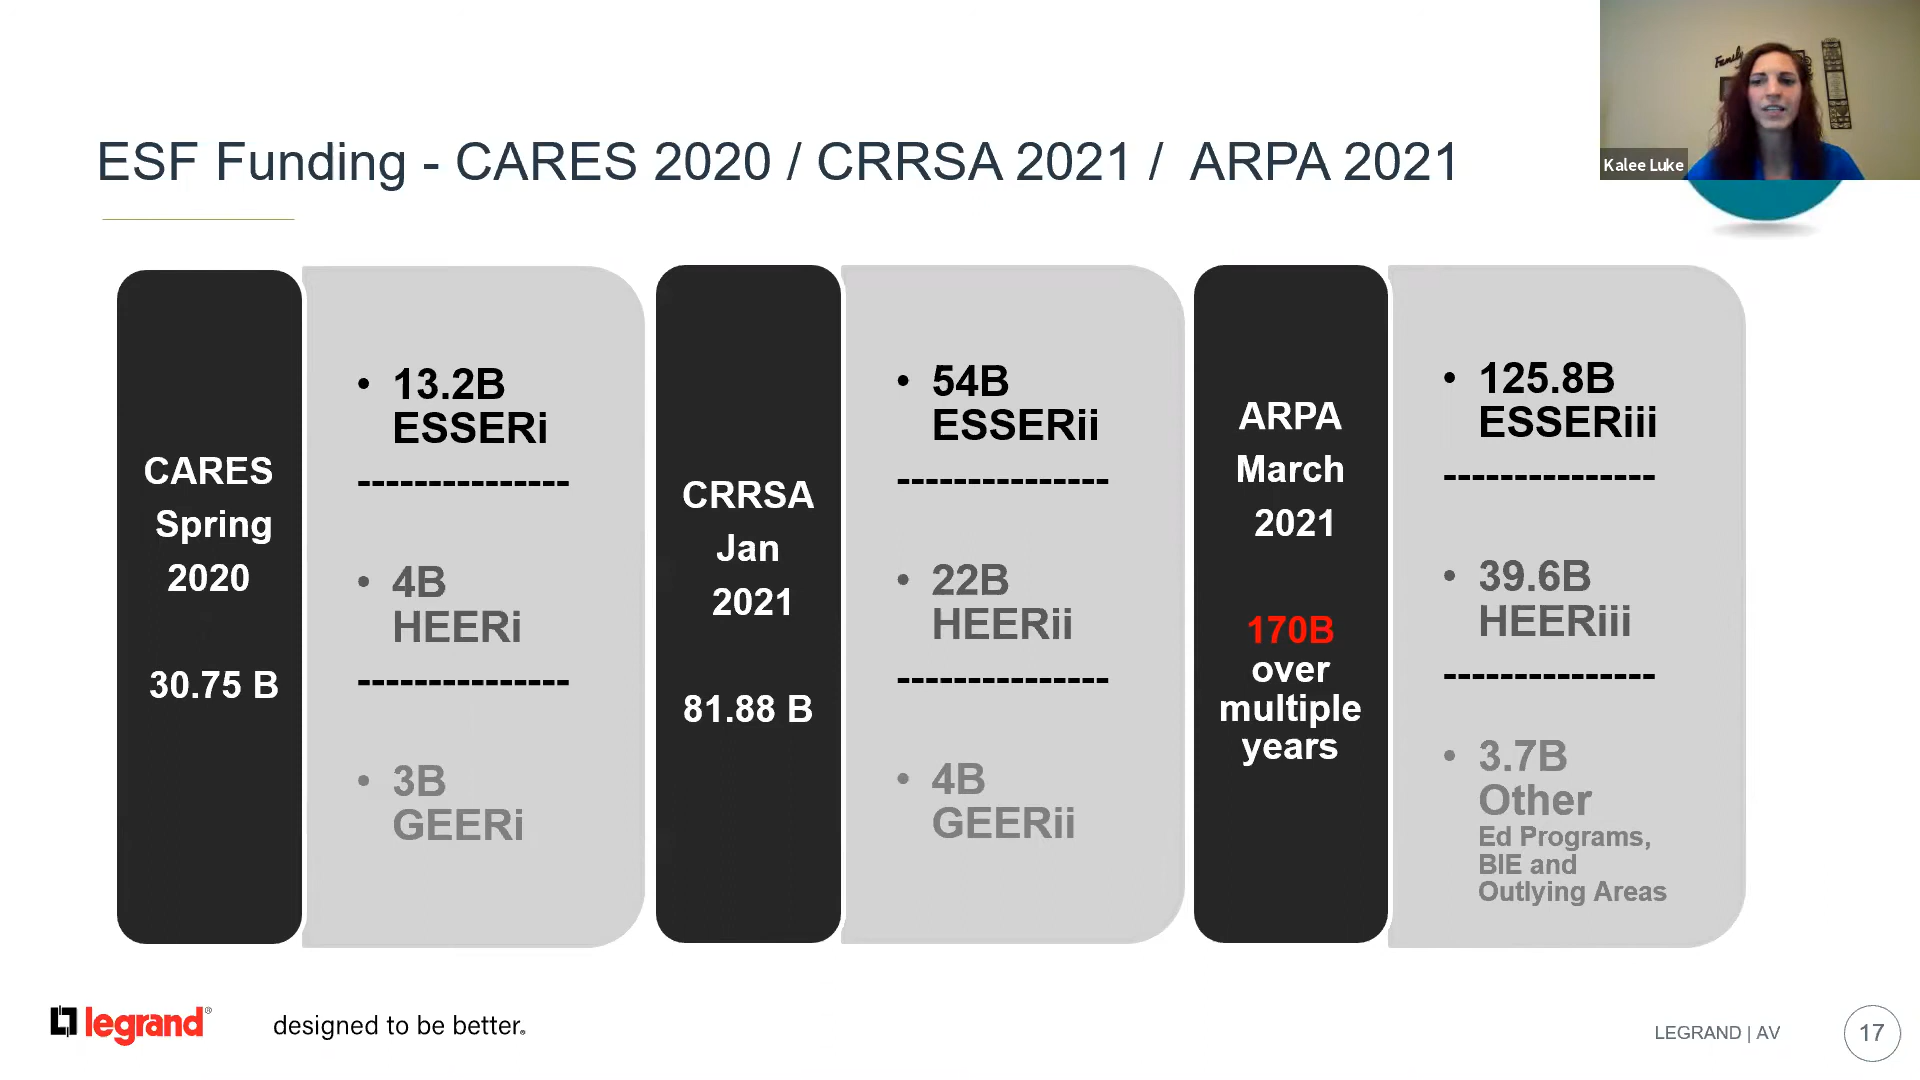 Family
Kalee Luke
ESF Funding - CARES 2020 / CRRSA 2021 / ARPA 2021
CARES
Spring
2020
30.75 B
• 13.2B
ESSERi
---------------
• 4B
HEERi
---------------
• 3B
GEERi
CRRSA
Jan
2021
81.88 B
• 54B
ESSERii
---------------
• 22B
HEERii
---------------
• 4B
GEERii
ARPA
March
2021
170B
over
multiple
years
• 125.8B
ESSERiii
---------------
• 39.6B
HEERiii
---------------
• 3.7B
Other
Ed Programs,
BIE and
Outlying Areas
legrand®
designed to be better.
LEGRAND | AV
17